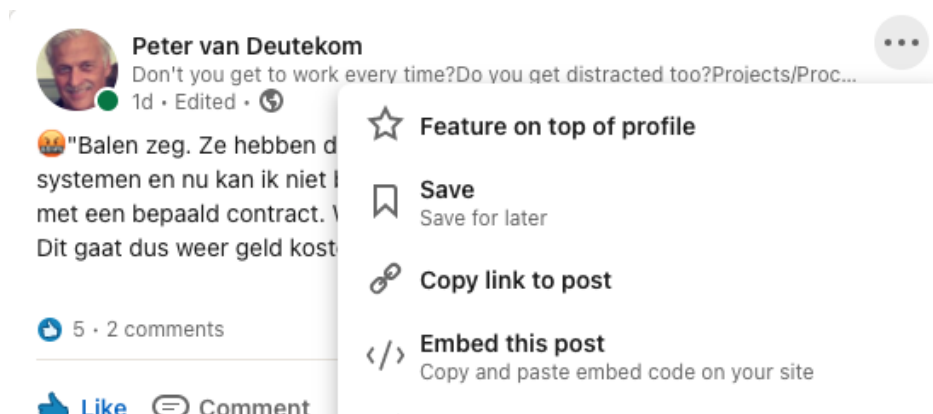 Peter van Deutekom
Don't you get to work every time?Do you get distracted too?Projects/Proc...
1d • Edited •
🤬"Balen zeg. Ze hebben d
systemen en nu kan ik niet
met een bepaald contract.
Dit gaat dus weer geld kost
5 • 2 comments
Like Comment
Feature on top of profile
Save
Save for later
Copy link to post
Embed this post
Copy and paste embed code on your site